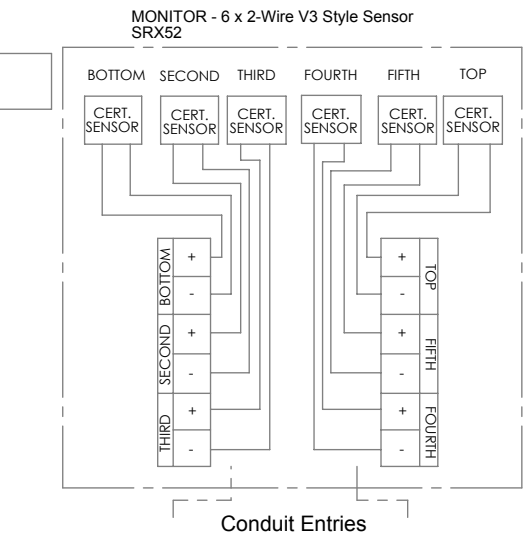 MONITOR - 6 x 2-Wire V3 Style Sensor
SRX52
BOTTOM SECOND THIRD FOURTH FIFTH TOP
CERT. SENSOR
CERT. SENSOR
CERT. SENSOR
CERT. SENSOR
CERT. SENSOR
CERT. SENSOR
BOTTOM
+
-
SECOND
+
-
THIRD
+
-
+
-
TOP
+
-
FIFTH
+
-
FOURTH
Conduit Entries